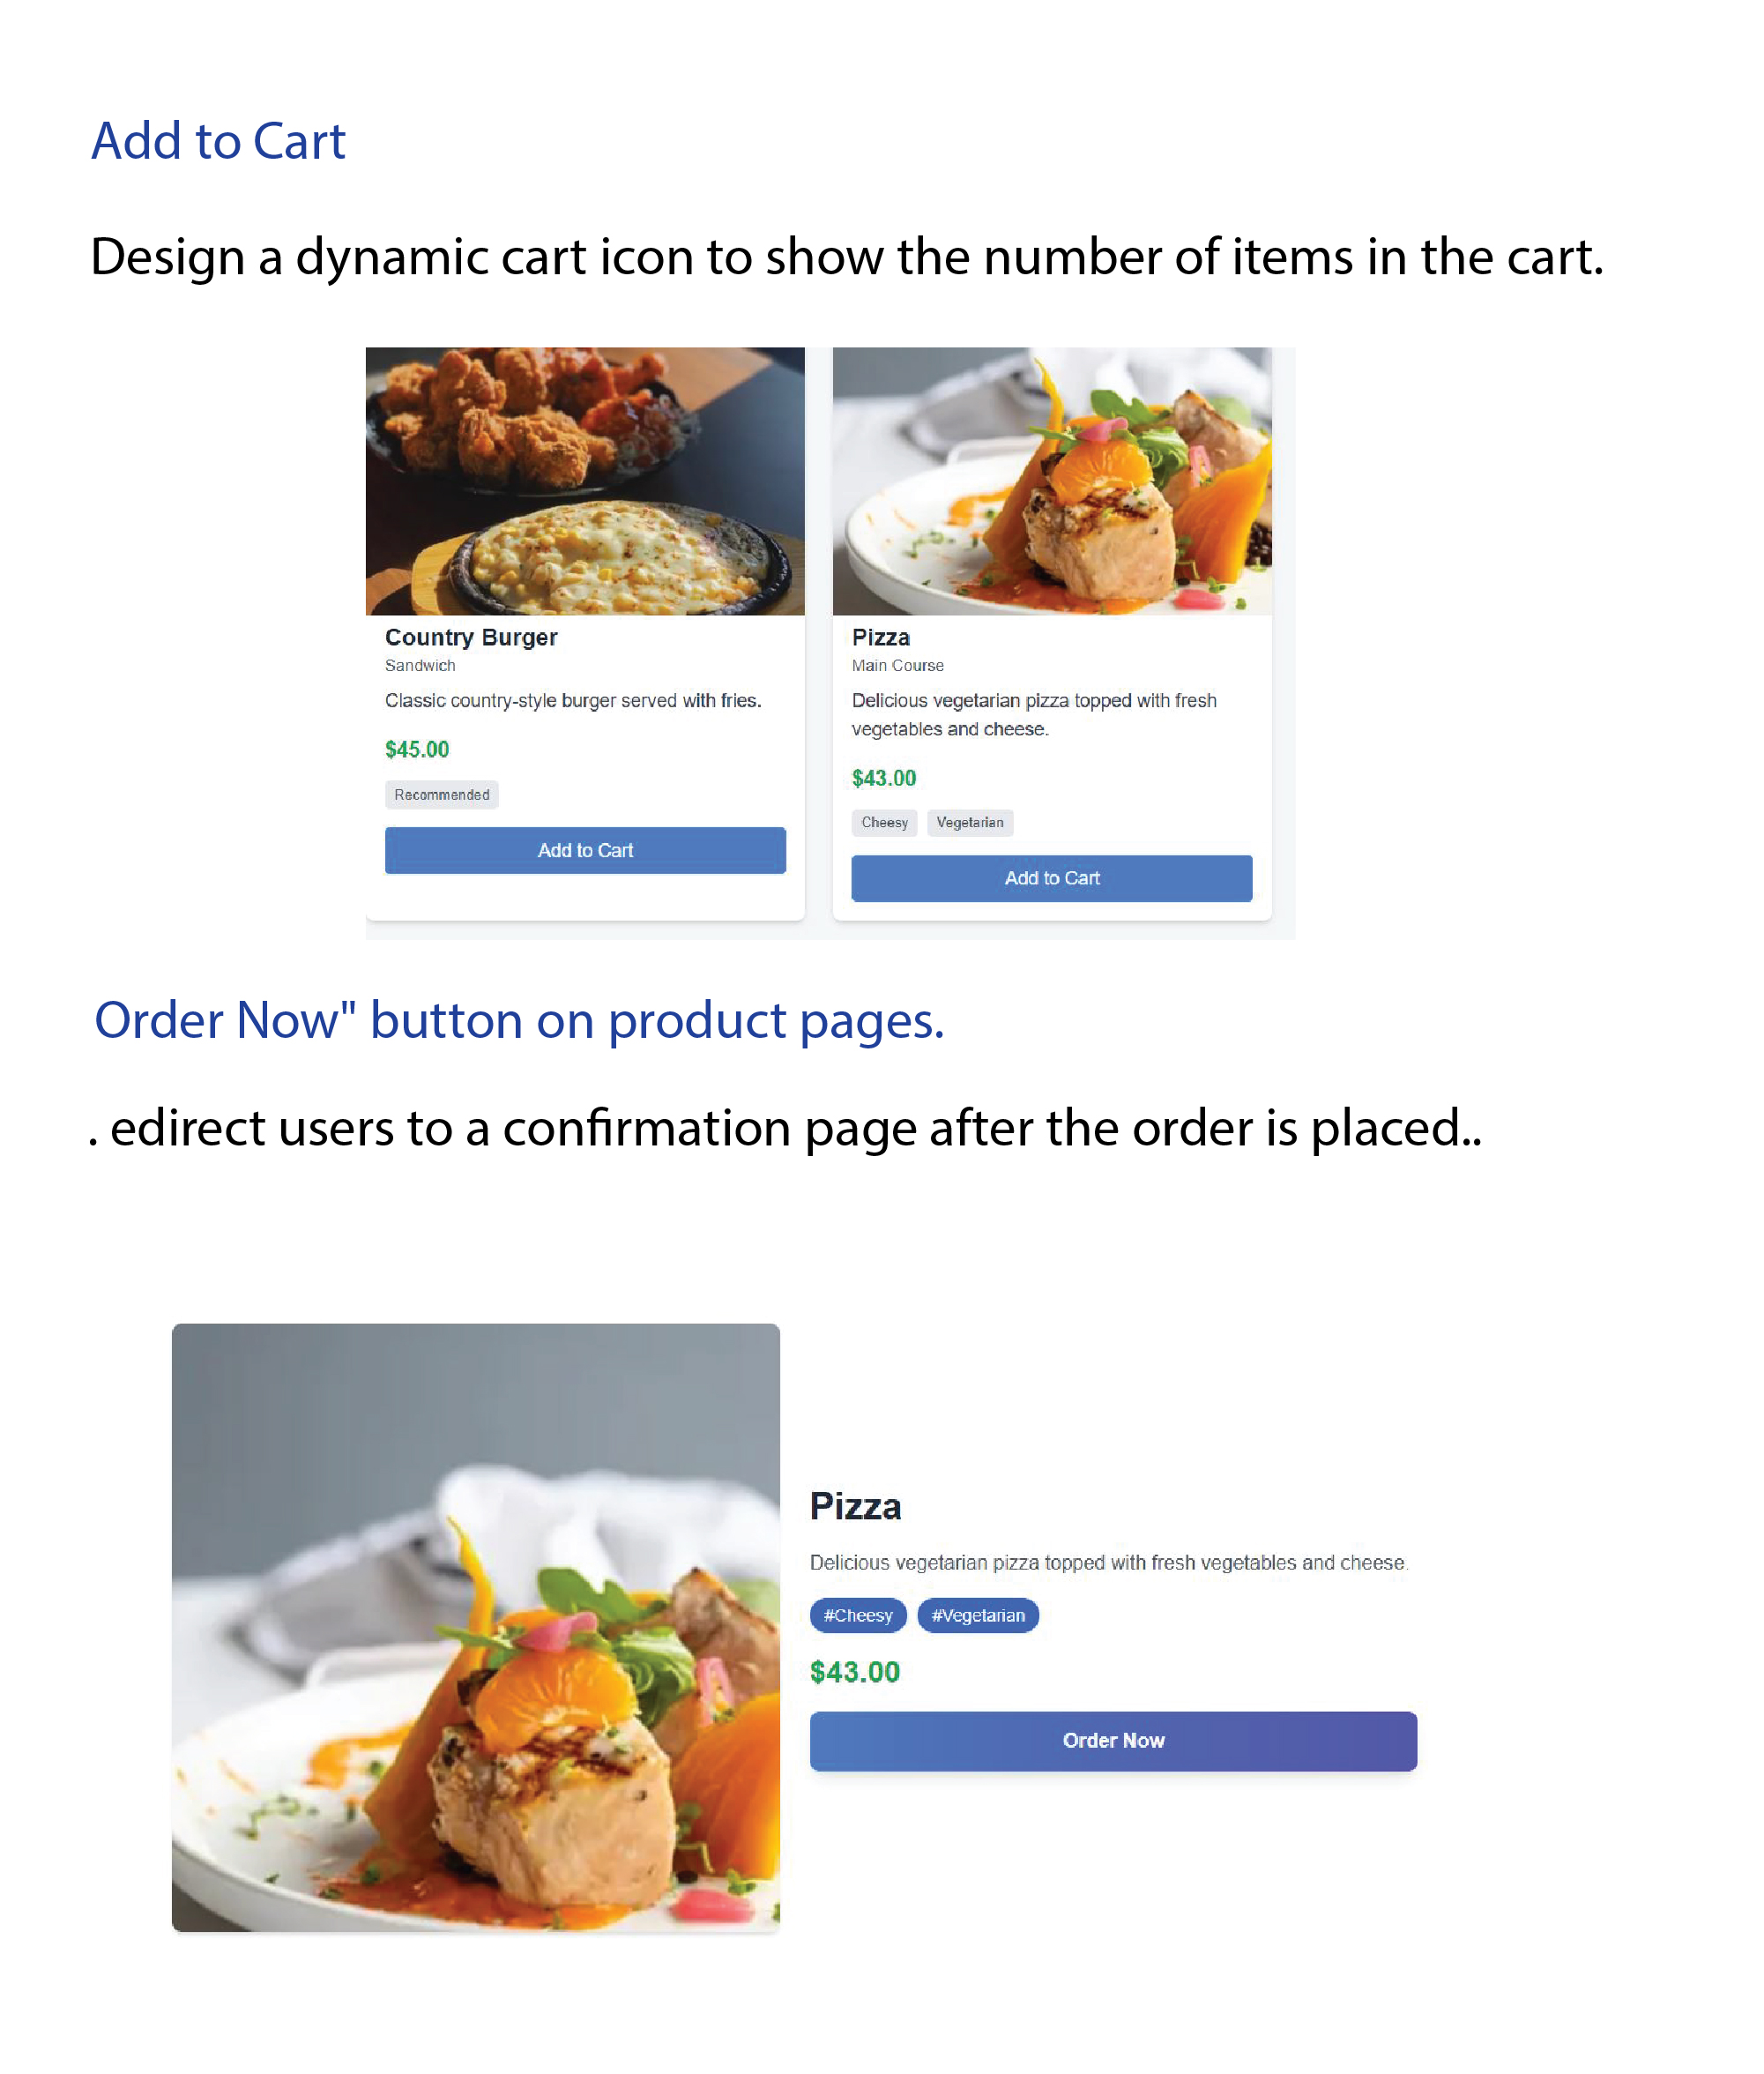 Add to Cart
Design a dynamic cart icon to show the number of items in the cart.
Country Burger
Sandwich
Classic country-style burger served with fries.
$45.00
Recommended
Add to Cart
Pizza
Main Course
Delicious vegetarian pizza topped with fresh
vegetables and cheese.
$43.00
Cheesy Vegetarian
Add to Cart
Order Now" button on product pages.
. edirect users to a confirmation page after the order is placed..
Pizza
Delicious vegetarian pizza topped with fresh vegetables and cheese.
#Cheesy #Vegetarian
$43.00
Order Now